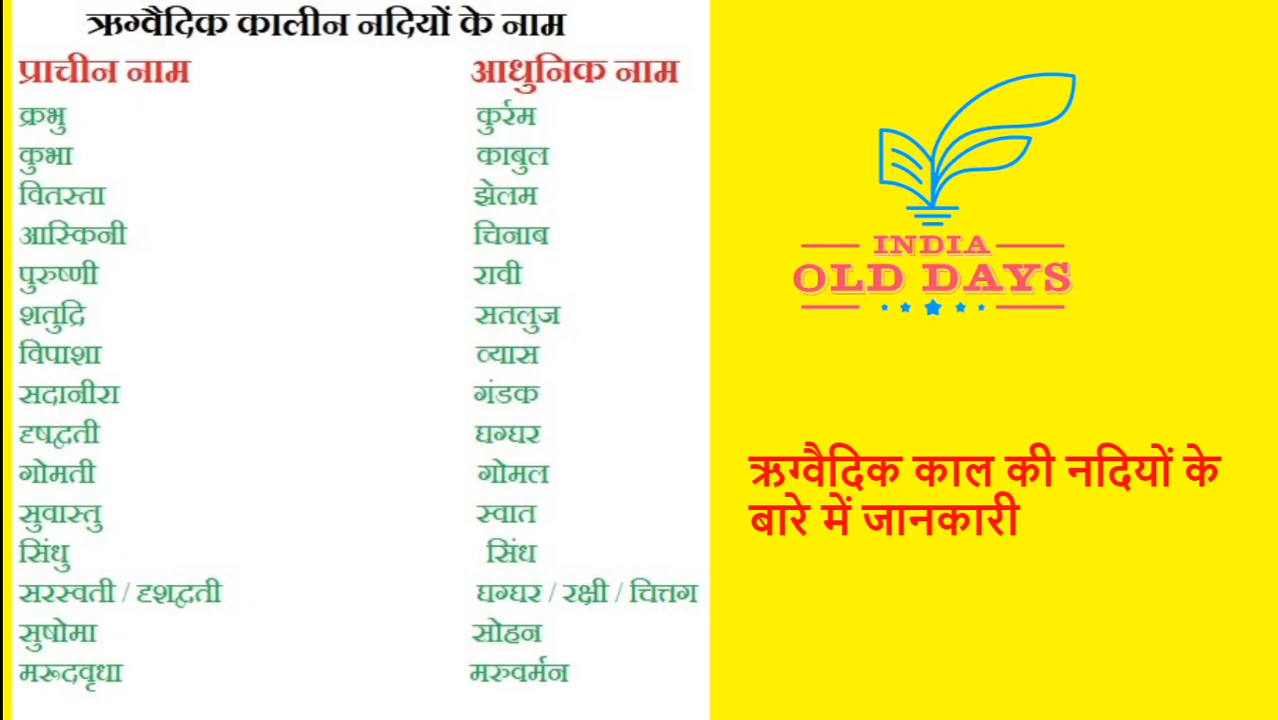 ऋग्वैदिक कालीन नदियों के नाम
प्राचीन नाम आधुनिक नाम
क्रभु कुर्रम
कुभा काबुल
वितस्ता झेलम
आस्किनी चिनाब
पुरुष्णी रावी
शतुद्रि सतलुज
विपाशा व्यास
सदानीरा गंडक
दृषद्वती घग्घर
गोमती गोमल
सुवास्तु स्वात
सिंधु सिंध
सरस्वती / दृशद्वती घग्घर / रक्षी / चित्तग
सुषोमा सोहन
मरूदवृधा मरुवर्मन
INDIA
OLD DAYS
ऋग्वैदिक काल की नदियों के
बारे में जानकारी